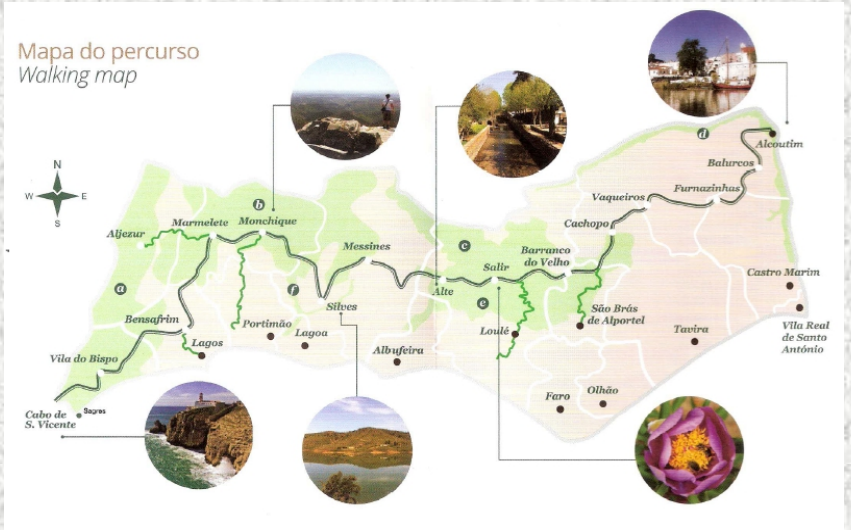 Mapa do percurso
Walking map
N
W
E
S
d
Alcoutim
Balurcos
Furnazinhas
Vaqueiros
Cachopo
b
Marmelete
Monchique
Aljezur
Messines
c
Barranco
do Velho
Salir
Alte
a
f
e
Castro Marim
Silves
Bensafrim
São Brás
de Alportel
Vila Real
de Santo
António
Portimão
Lagoa
Loulé
Tavira
Lagos
Albufeira
Vila do Bispo
Faro
Olhão
Cabo de
S. Vicente
Sagres